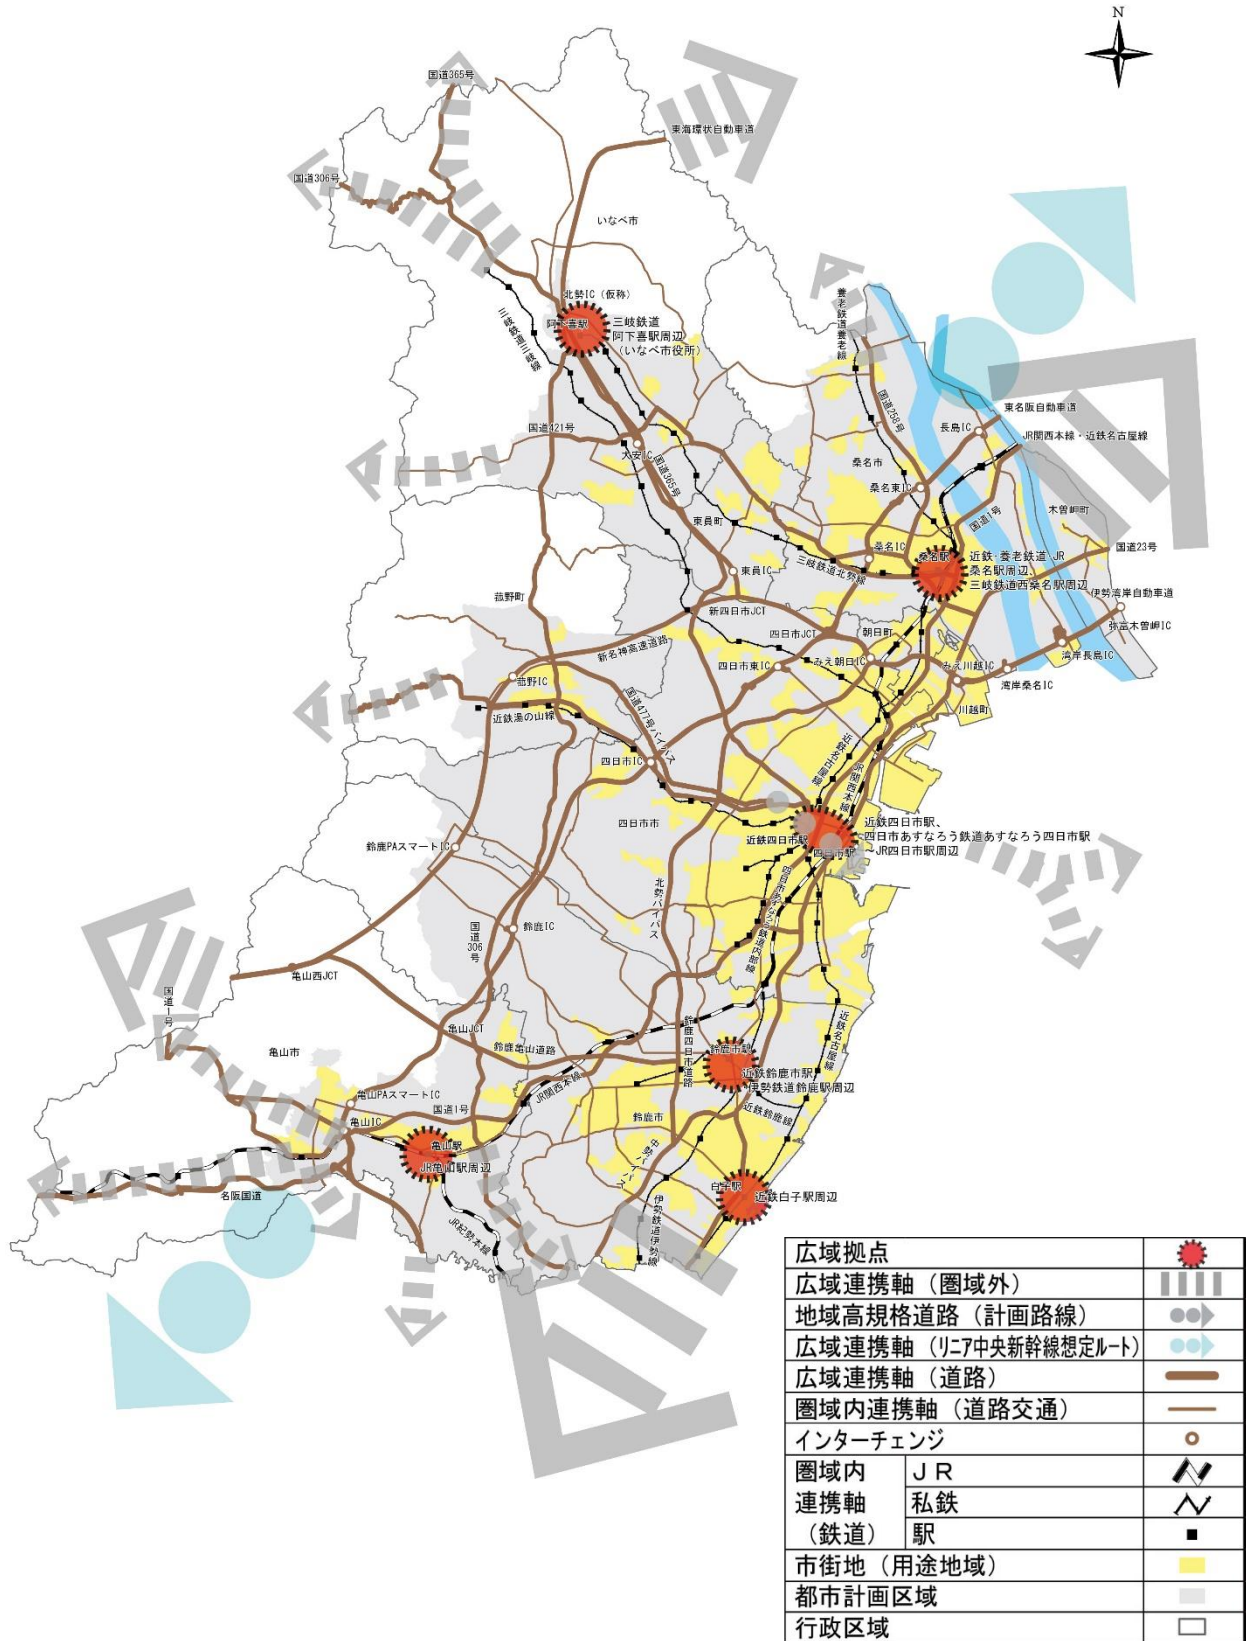 N
国道365号
東海環状自動車道
国道306号
いなべ市
北勢IC（仮称）
阿下喜駅
三岐鉄道
阿下喜駅周辺
（いなべ市役所）
三岐鉄道三岐線
養老鉄道養老線
国道258号
東名阪自動車道
長島IC
JR関西本線・近鉄名古屋線
国道421号
大安IC
国道365号
桑名市
桑名東IC
国道1号
木曽岬町
東員町
国道23号
桑名IC
桑名駅
近鉄・養老鉄道 JR
桑名駅周辺、
三岐鉄道西桑名駅周辺
三岐鉄道北勢線
東員IC
伊勢湾岸自動車道
菰野町
新四日市JCT
弥富木曽岬IC
四日市JCT
朝日町
湾岸長島IC
新名神高速道路
四日市東IC
みえ朝日IC
みえ川越IC
湾岸桑名IC
菰野IC
川越町
近鉄湯の山線
国道477号バイパス
近鉄名古屋線
JR関西本線
四日市IC
四日市市
近鉄四日市駅
四日市駅
近鉄四日市駅、
四日市あすなろう鉄道あすなろう四日市駅
～JR四日市駅周辺
鈴鹿PAスマートIC
四日市あすなろう鉄道内部線
北勢バイパス
国道306号
鈴鹿IC
亀山西JCT
国道1号
亀山JCT
鈴鹿四日市道路
近鉄名古屋線
亀山市
鈴鹿亀山道路
鈴鹿市駅
近鉄鈴鹿市駅・
伊勢鉄道鈴鹿駅周辺
JR関西本線
亀山PAスマートIC
国道1号
鈴鹿市
近鉄鈴鹿線
亀山IC
亀山駅
JR亀山駅周辺
中勢バイパス
白子駅
近鉄白子駅周辺
名阪国道
JR紀勢本線
伊勢鉄道伊勢線
広域拠点
広域連携軸（圏域外）
地域高規格道路（計画路線）
広域連携軸（リニア中央新幹線想定ルート）
広域連携軸（道路）
圏域内連携軸（道路交通）
インターチェンジ
圏域内
連携軸
（鉄道）
ＪＲ
私鉄
駅
市街地（用途地域）
都市計画区域
行政区域